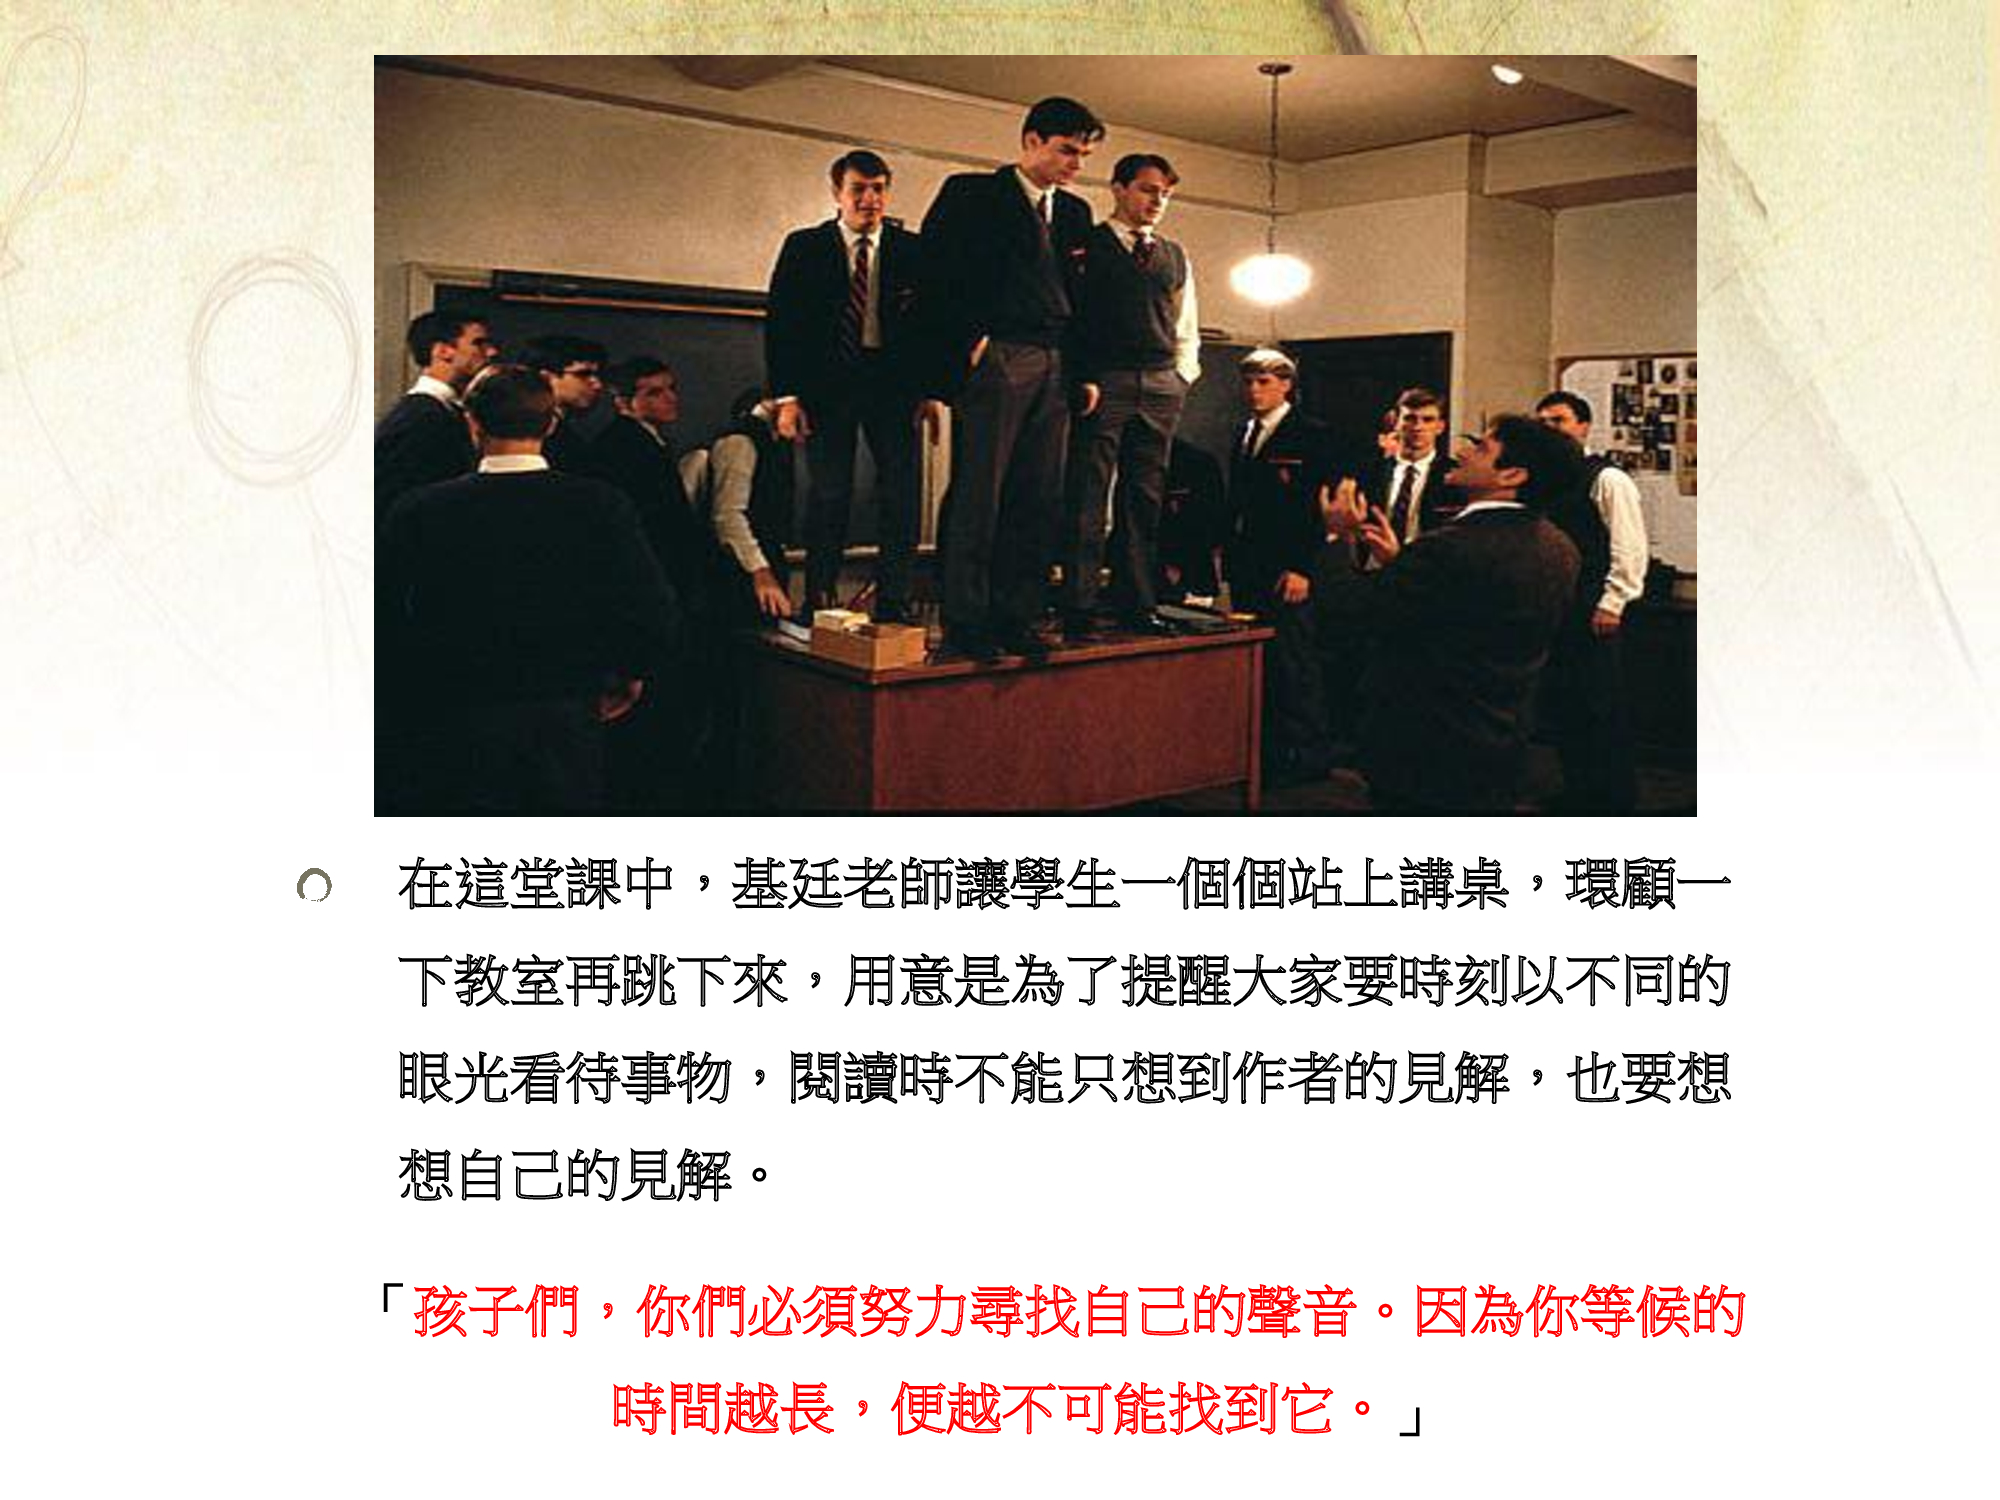 在這堂課中，基廷老師讓學生一個個站上講桌，環顧一
下教室再跳下來，用意是為了提醒大家要時刻以不同的
眼光看待事物，閱讀時不能只想到作者的見解，也要想
想自己的見解。
「孩子們，你們必須努力尋找自己的聲音。因為你等候的
時間越長，便越不可能找到它。」